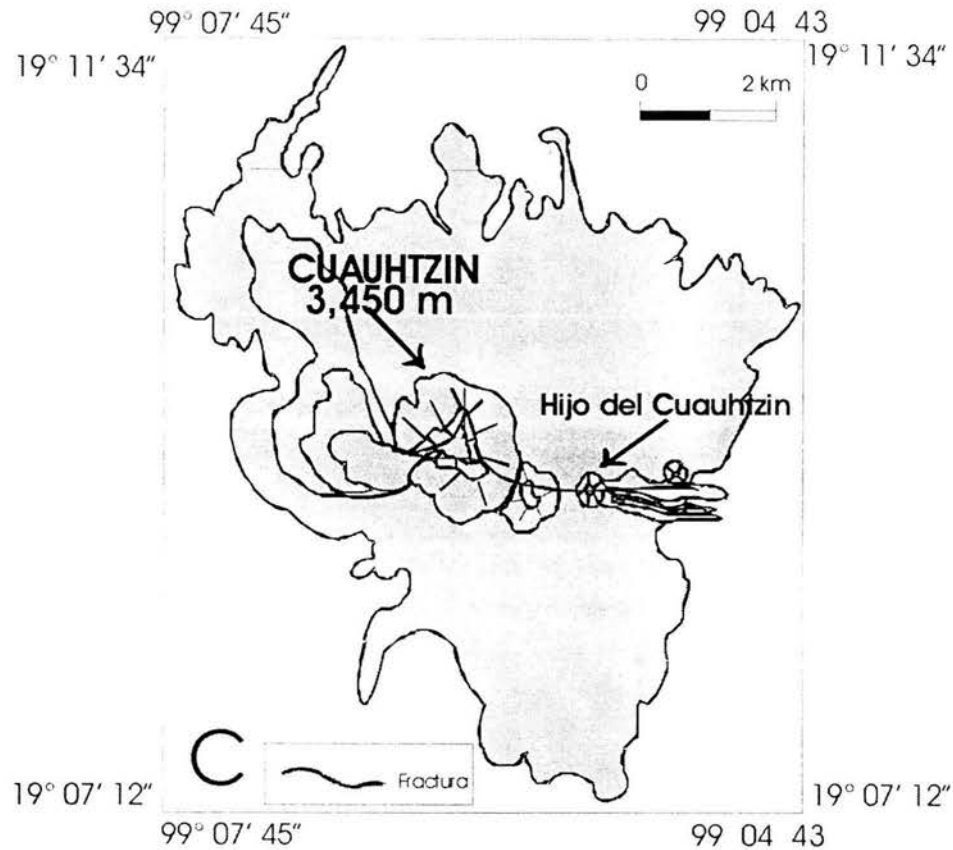 99° 07' 45" 99 04 43
19° 11' 34" 19° 11' 34"
0 2 km
CUAUHTZIN
3,450 m
Hijo del Cuauhtzin
C
Fractura
19° 07' 12" 19° 07' 12"
99° 07' 45" 99 04 43